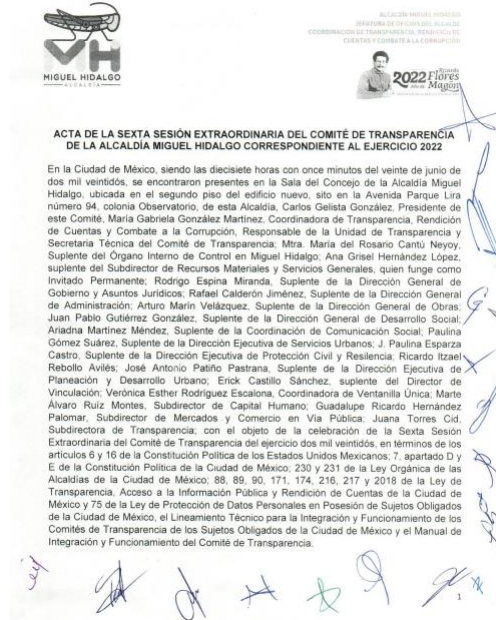 MH
MIGUEL HIDALGO
ALCALDÍA
ALCALDÍA MIGUEL HIDALGO
JEFATURA DE OFICINA DEL ALCALDE
COORDINACIÓN DE TRANSPARENCIA, RENDICIÓN DE
CUENTAS Y COMBATE A LA CORRUPCIÓN
2022 Ricardo
Flores
Año de Magón
ACTA DE LA SEXTA SESIÓN EXTRAORDINARIA DEL COMITÉ DE TRANSPARENCIA
DE LA ALCALDÍA MIGUEL HIDALGO CORRESPONDIENTE AL EJERCICIO 2022
En la Ciudad de México, siendo las diecisiete horas con once minutos del veinte de junio de
dos mil veintidós, se encontraron presentes en la Sala del Concejo de la Alcaldía Miguel
Hidalgo, ubicada en el segundo piso del edificio nuevo, sito en la Avenida Parque Lira
número 94, colonia Observatorio, de esta Alcaldía, Carlos Gelista González, Presidente de
este Comité, María Gabriela González Martínez, Coordinadora de Transparencia, Rendición
de Cuentas y Combate a la Corrupción, Responsable de la Unidad de Transparencia y
Secretaria Técnica del Comité de Transparencia; Mtra. María del Rosario Cantú Neyoy,
Suplente del Órgano Interno de Control en Miguel Hidalgo; Ana Grisel Hernández López,
suplente del Subdirector de Recursos Materiales y Servicios Generales, quien funge como
Invitado Permanente; Rodrigo Espina Miranda, Suplente de la Dirección General de
Gobierno y Asuntos Jurídicos; Rafael Calderón Jiménez, Suplente de la Dirección General
de Administración; Arturo Marín Velázquez, Suplente de la Dirección General de Obras;
Juan Pablo Gutiérrez González, Suplente de la Dirección General de Desarrollo Social;
Ariadna Martínez Méndez, Suplente de la Coordinación de Comunicación Social; Paulina
Gómez Suárez, Suplente de la Dirección Ejecutiva de Servicios Urbanos; J. Paulina Esparza
Castro, Suplente de la Dirección Ejecutiva de Protección Civil y Resilencia; Ricardo Itzael
Rebollo Avilés; José Antonio Patiño Pastrana, Suplente de la Dirección Ejecutiva de
Planeación y Desarrollo Urbano; Erick Castillo Sánchez, suplente del Director de
Vinculación; Verónica Esther Rodríguez Escalona, Coordinadora de Ventanilla Única; Marte
Álvaro Ruíz Montes, Subdirector de Capital Humano; Guadalupe Ricardo Hernández
Palomar, Subdirector de Mercados y Comercio en Vía Pública; Juana Torres Cid,
Subdirectora de Transparencia; con el objeto de la celebración de la Sexta Sesión
Extraordinaria del Comité de Transparencia del ejercicio dos mil veintidós, en términos de los
artículos 6 y 16 de la Constitución Política de los Estados Unidos Mexicanos; 7, apartado D y
E de la Constitución Política de la Ciudad de México; 230 y 231 de la Ley Orgánica de las
Alcaldías de la Ciudad de México; 88, 89, 90, 171, 174, 216, 217 y 2018 de la Ley de
Transparencia, Acceso a la Información Pública y Rendición de Cuentas de la Ciudad de
México y 75 de la Ley de Protección de Datos Personales en Posesión de Sujetos Obligados
de la Ciudad de México, el Lineamiento Técnico para la Integración y Funcionamiento de los
Comités de Transparencia de los Sujetos Obligados de la Ciudad de México y el Manual de
Integración y Funcionamiento del Comité de Transparencia.
1